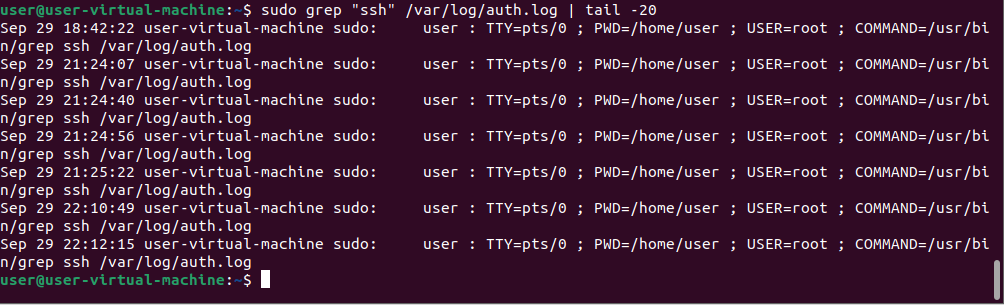 user@user-virtual-machine:~$ sudo grep "ssh" /var/log/auth.log | tail -20
Sep 29 18:42:22 user-virtual-machine sudo:     user : TTY=pts/0 ; PWD=/home/user ; USER=root ; COMMAND=/usr/bi
n/grep ssh /var/log/auth.log
Sep 29 21:24:07 user-virtual-machine sudo:     user : TTY=pts/0 ; PWD=/home/user ; USER=root ; COMMAND=/usr/bi
n/grep ssh /var/log/auth.log
Sep 29 21:24:40 user-virtual-machine sudo:     user : TTY=pts/0 ; PWD=/home/user ; USER=root ; COMMAND=/usr/bi
n/grep ssh /var/log/auth.log
Sep 29 21:24:56 user-virtual-machine sudo:     user : TTY=pts/0 ; PWD=/home/user ; USER=root ; COMMAND=/usr/bi
n/grep ssh /var/log/auth.log
Sep 29 21:25:22 user-virtual-machine sudo:     user : TTY=pts/0 ; PWD=/home/user ; USER=root ; COMMAND=/usr/bi
n/grep ssh /var/log/auth.log
Sep 29 22:10:49 user-virtual-machine sudo:     user : TTY=pts/0 ; PWD=/home/user ; USER=root ; COMMAND=/usr/bi
n/grep ssh /var/log/auth.log
Sep 29 22:12:15 user-virtual-machine sudo:     user : TTY=pts/0 ; PWD=/home/user ; USER=root ; COMMAND=/usr/bi
n/grep ssh /var/log/auth.log
user@user-virtual-machine:~$